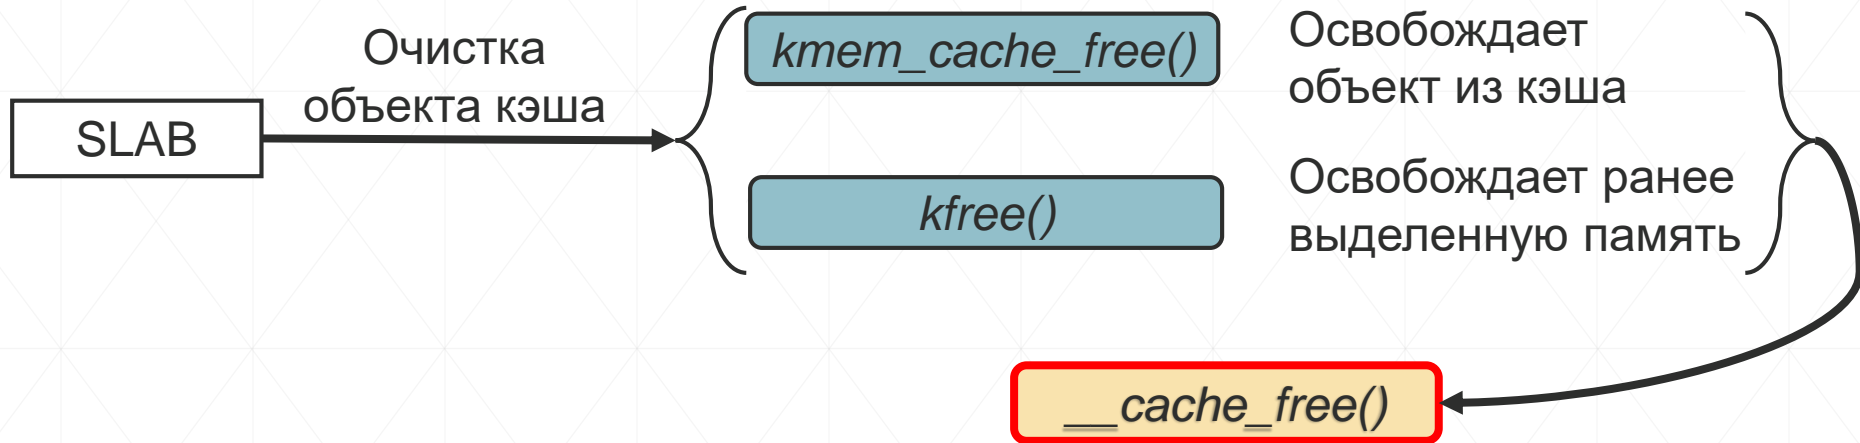 SLAB
Очистка
объекта кэша
kmem_cache_free()
Освобождает
объект из кэша
kfree()
Освобождает ранее
выделенную память
__cache_free()